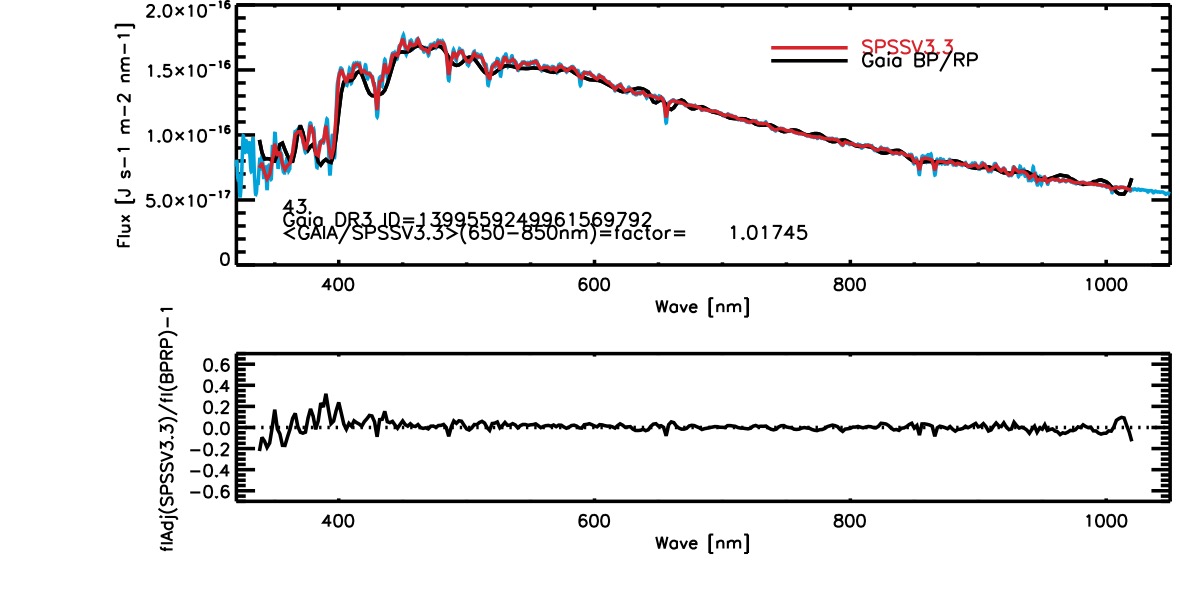 2.0×10−16
1.5×10−16
1.0×10−16
5.0×10−17
0
Flux [J s−1 m−2 nm−1]
SPSSV3.3
Gaia BP/RP
43.
Gaia DR3 ID=1399559249961569792
<GAIA/SPSSV3.3>(650−850nm)=factor= 1.01745
400 600 800 1000
Wave [nm]
flAdj(SPSSV3.3)/fl(BPRP)−1
0.6
0.4
0.2
0.0
−0.2
−0.4
−0.6
400 600 800 1000
Wave [nm]